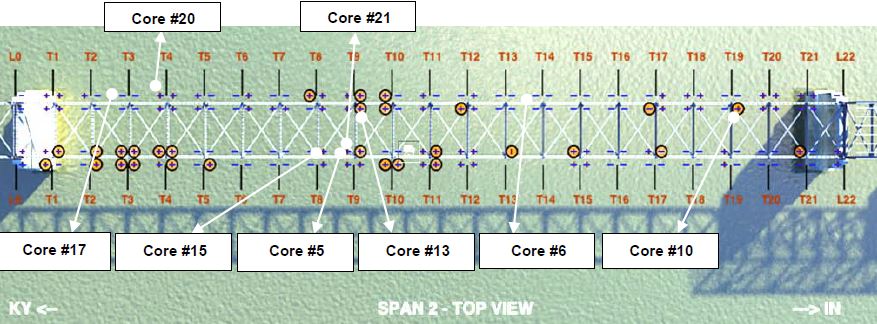 Core #20
Core #21
L0 T1 T2 T3 T4 T5 T6 T7 T8 T9 T10 T11 T12 T13 T14 T15 T16 T17 T18 T19 T20 T21 L22
L0 T1 T2 T3 T4 T5 T6 T7 T8 T9 T10 T11 T12 T13 T14 T15 T16 T17 T18 T19 T20 T21 L22
Core #17
Core #15
Core #5
Core #13
Core #6
Core #10
KY <--
SPAN 2 - TOP VIEW
--> IN